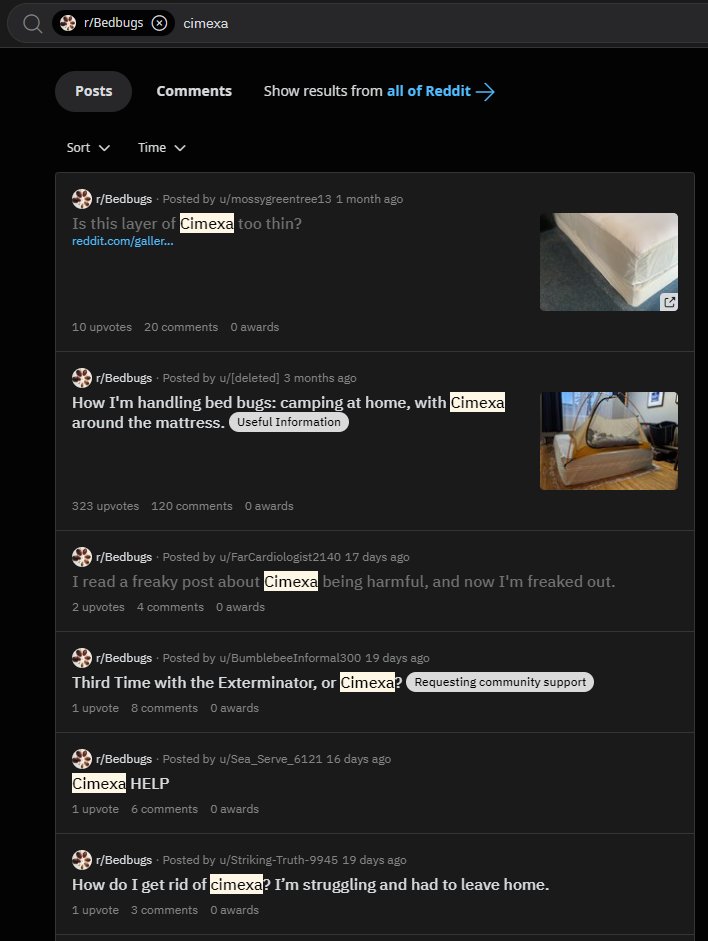 r/Bedbugs cimexa
Posts Comments Show results from all of Reddit
Sort Time
r/Bedbugs · Posted by u/mossygreentree13 1 month ago
Is this layer of Cimexa too thin?
reddit.com/galler...
10 upvotes 20 comments 0 awards
r/Bedbugs · Posted by u/[deleted] 3 months ago
How I'm handling bed bugs: camping at home, with Cimexa
around the mattress. Useful Information
323 upvotes 120 comments 0 awards
r/Bedbugs · Posted by u/FarCardiologist2140 17 days ago
I read a freaky post about Cimexa being harmful, and now I'm freaked out.
2 upvotes 4 comments 0 awards
r/Bedbugs · Posted by u/BumblebeeInformal300 19 days ago
Third Time with the Exterminator, or Cimexa? Requesting community support
1 upvote 8 comments 0 awards
r/Bedbugs · Posted by u/Sea_Serve_6121 16 days ago
Cimexa HELP
1 upvote 6 comments 0 awards
r/Bedbugs · Posted by u/Striking-Truth-9945 19 days ago
How do I get rid of cimexa? I’m struggling and had to leave home.
1 upvote 3 comments 0 awards